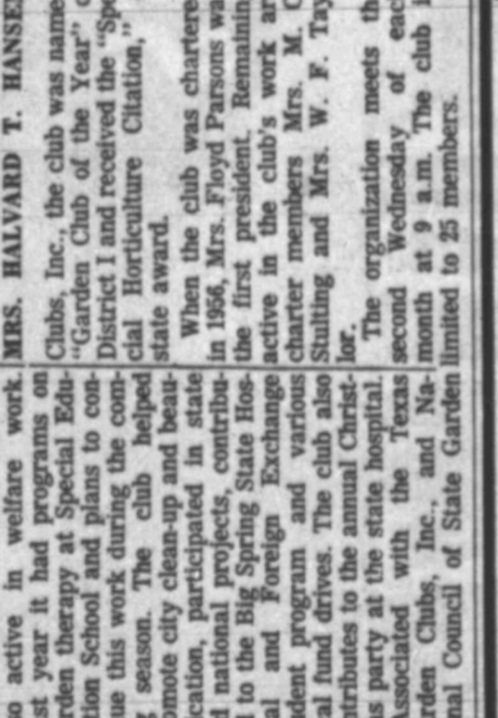 o active in welfare work.
st year it had programs on
rden therapy at Special Edu-
tion School and plans to con-
ue this work during the com-
g season. The club helped
omote city clean-up and beau-
cation, participated in state
d national projects, contribu-
d to the Big Spring State Hos-
al and Foreign Exchange
udent program and various
al fund drives. The club also
ntributes to the annual Christ-
as party at the state hospital.
Associated with the Texas
rden Clubs, Inc., and Na-
nal Council of State Garden
MRS. HALVARD T. HANSE
Clubs, Inc., the club was name
"Garden Club of the Year"
District I and received the "Spe
cial Horticulture Citation,"
state award.
When the club was chartere
in 1956, Mrs. Floyd Parsons wa
the first president. Remainin
active in the club's work ar
charter members Mrs. M. C
Stulting and Mrs. W. F. Tay
lor.
The organization meets th
second Wednesday of eac
month at 9 a.m. The club i
limited to 25 members.